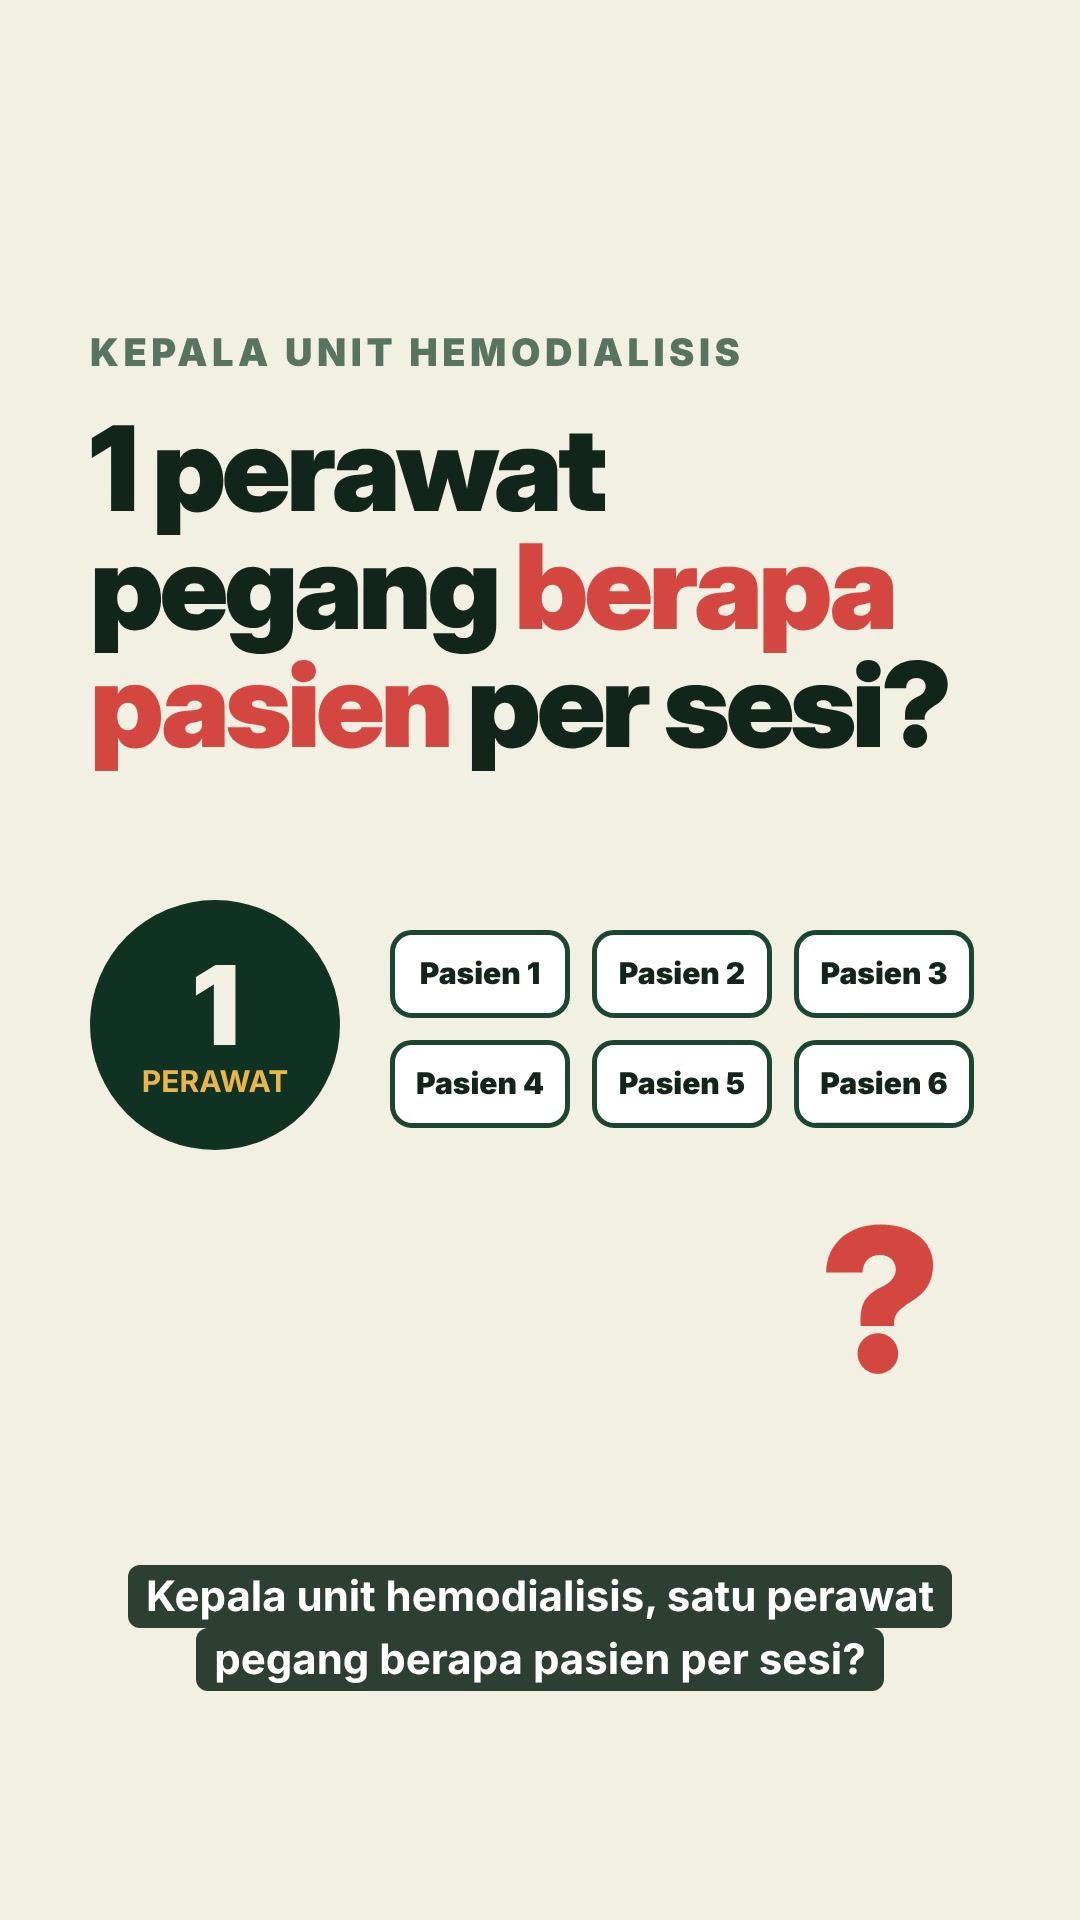 KEPALA UNIT HEMODIALISIS
1 perawat
pegang berapa
pasien per sesi?
1
PERAWAT
Pasien 1
Pasien 2
Pasien 3
Pasien 4
Pasien 5
Pasien 6
?
Kepala unit hemodialisis, satu perawat
pegang berapa pasien per sesi?